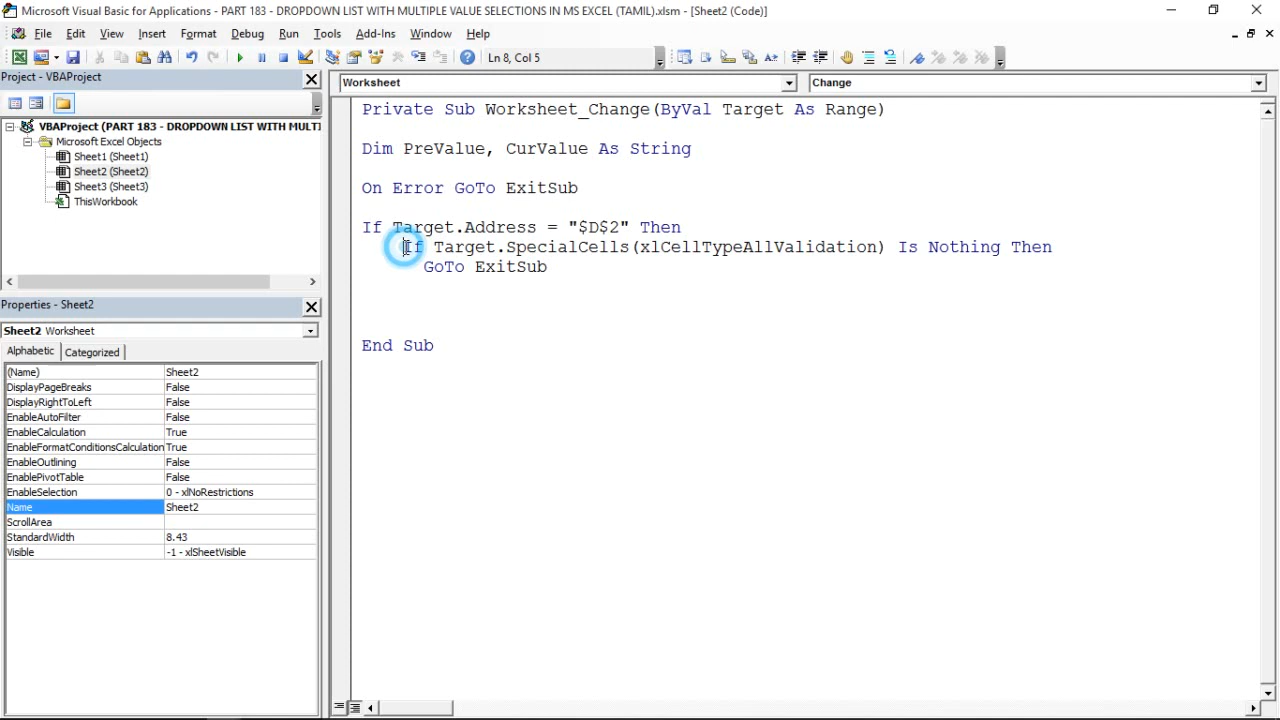 Microsoft Visual Basic for Applications - PART 183 - DROPDOWN LIST WITH MULTIPLE VALUE SELECTIONS IN MS EXCEL (TAMIL).xlsm - [Sheet2 (Code)]
File Edit View Insert Format Debug Run Tools Add-Ins Window Help
Ln 8, Col 5
Project - VBAProject
VBAProject (PART 183 - DROPDOWN LIST WITH MULTI
Microsoft Excel Objects
Sheet1 (Sheet1)
Sheet2 (Sheet2)
Sheet3 (Sheet3)
ThisWorkbook
Properties - Sheet2
Sheet2 Worksheet
Alphabetic Categorized
(Name) Sheet2
DisplayPageBreaks False
DisplayRightToLeft False
EnableAutoFilter False
EnableCalculation True
EnableFormatConditionsCalculation True
EnableOutlining False
EnablePivotTable False
EnableSelection 0 - xlNoRestrictions
Name Sheet2
ScrollArea
StandardWidth 8.43
Visible -1 - xlSheetVisible
Worksheet Change
Private Sub Worksheet_Change(ByVal Target As Range)
Dim PreValue, CurValue As String
On Error GoTo ExitSub
If Target.Address = "$D$2" Then
If Target.SpecialCells(xlCellTypeAllValidation) Is Nothing Then
GoTo ExitSub
End Sub